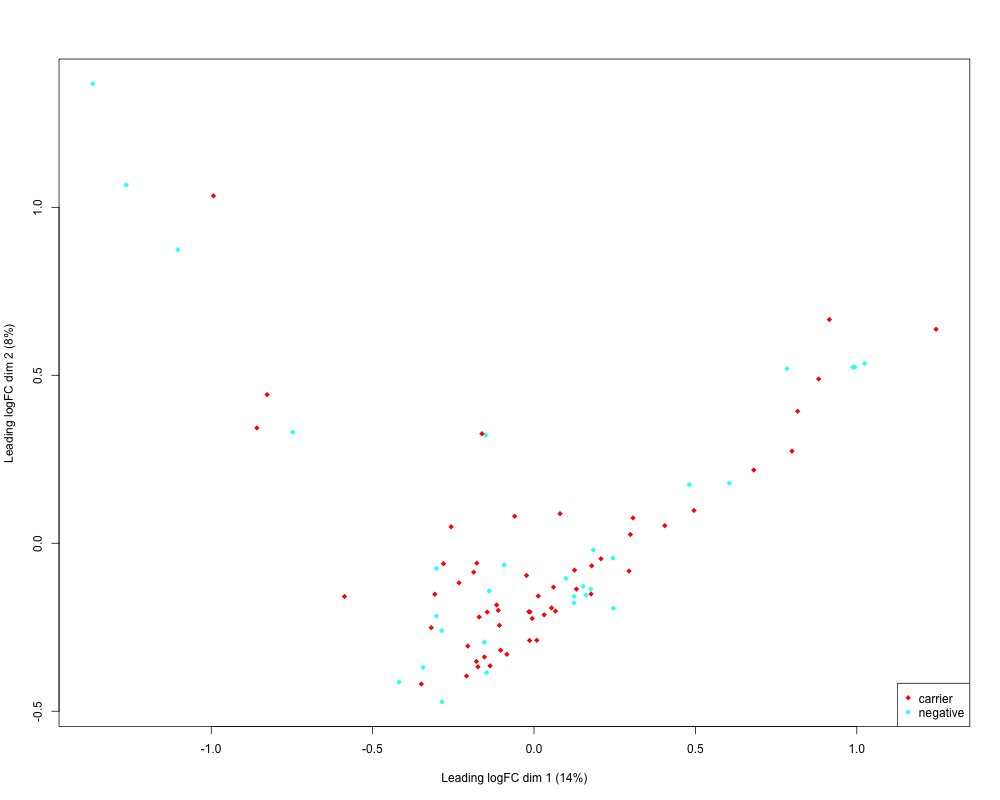 1.0
0.5
0.0
-0.5
Leading logFC dim 2 (8%)
carrier
negative
-1.0 -0.5 0.0 0.5 1.0
Leading logFC dim 1 (14%)